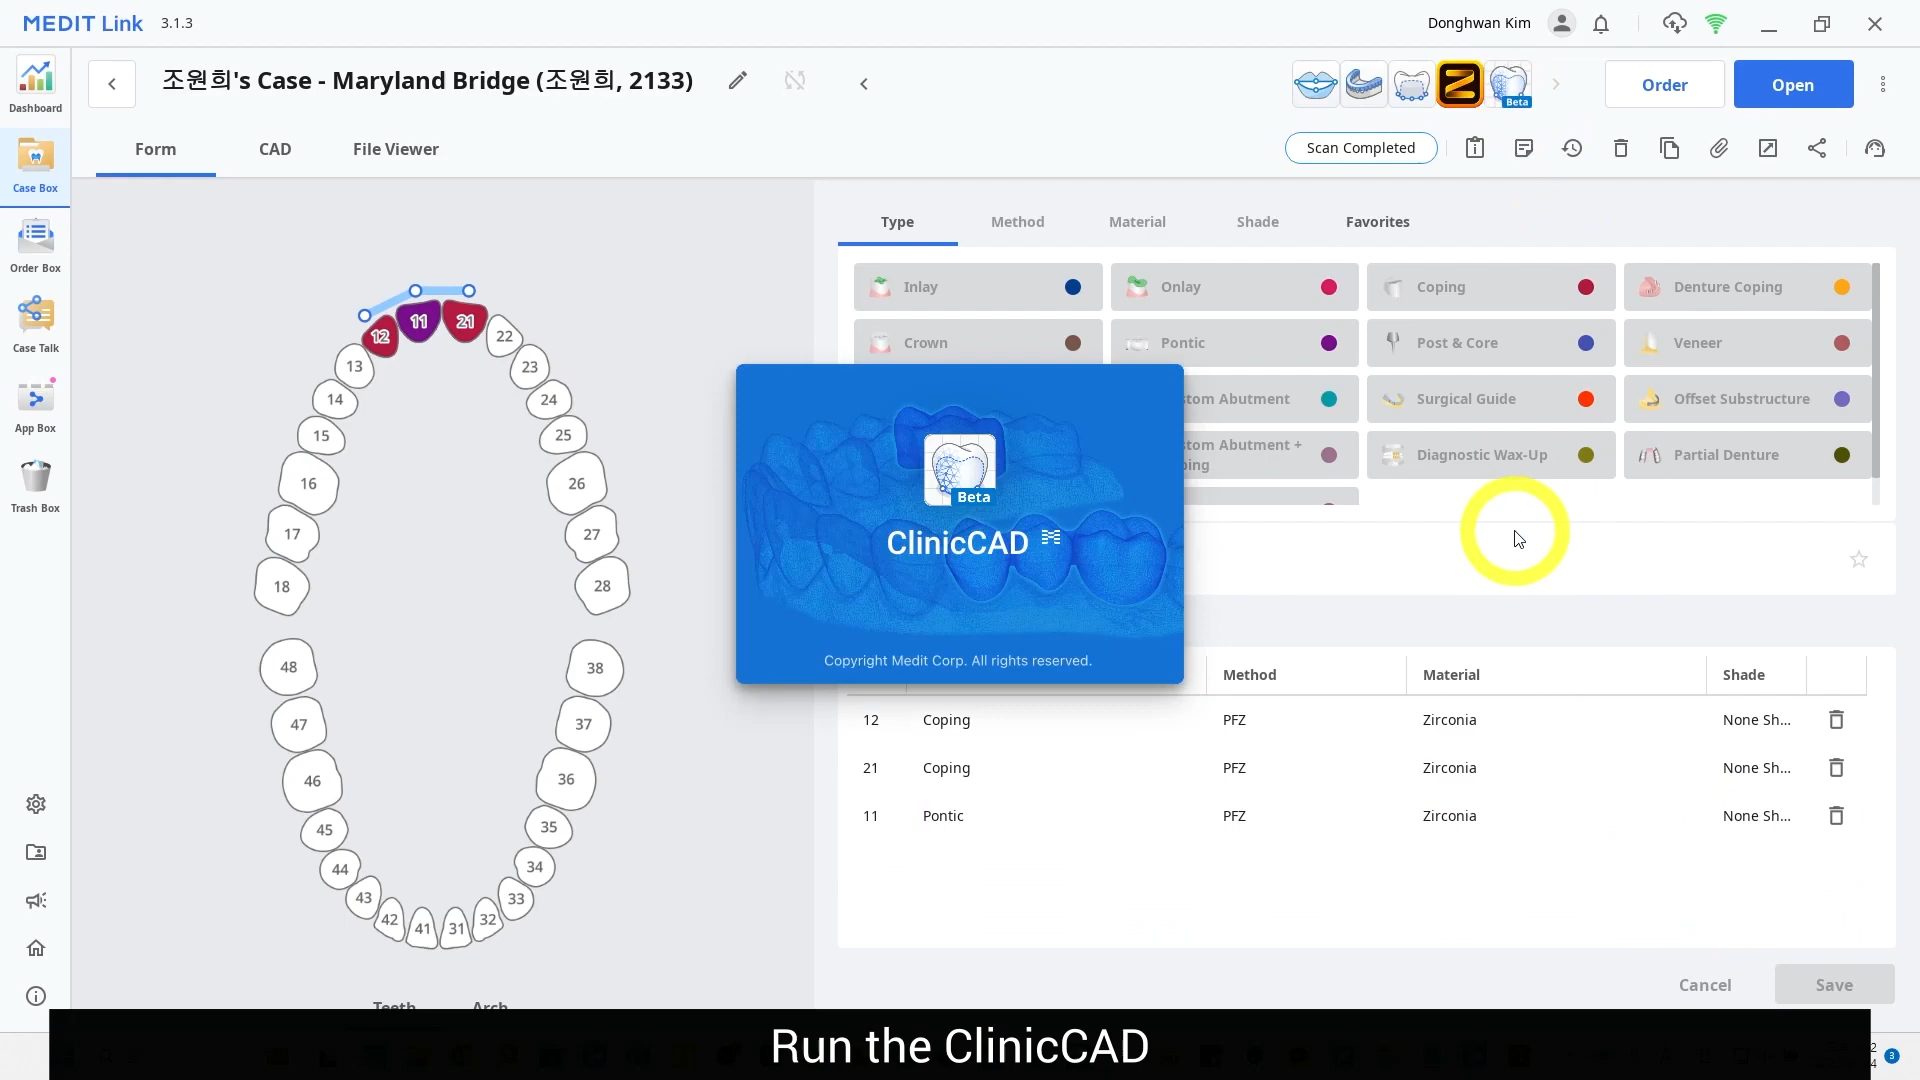 MEDIT Link 3.1.3
Donghwan Kim
Dashboard
Case Box
Order Box
Case Talk
App Box
Trash Box
조원희's Case - Maryland Bridge (조원희, 2133)
Beta
Order
Open
Form CAD File Viewer
Scan Completed
Type Method Material Shade Favorites
Inlay Onlay Coping Denture Coping
Crown Pontic Post & Core Veneer
stom Abutment Surgical Guide Offset Substructure
stom Abutment +
ping
Diagnostic Wax-Up Partial Denture
12 11 21 22
13 23
14 24
15 25
16 26
17 27
18 28
48 38
47 37
46 36
45 35
44 34
43 33
42 41 31 32
Teeth Arch
Beta
ClinicCAD
Copyright Medit Corp. All rights reserved.
Method Material Shade
12 Coping PFZ Zirconia None Sh...
21 Coping PFZ Zirconia None Sh...
11 Pontic PFZ Zirconia None Sh...
Cancel Save
Run the ClinicCAD
2
4
3